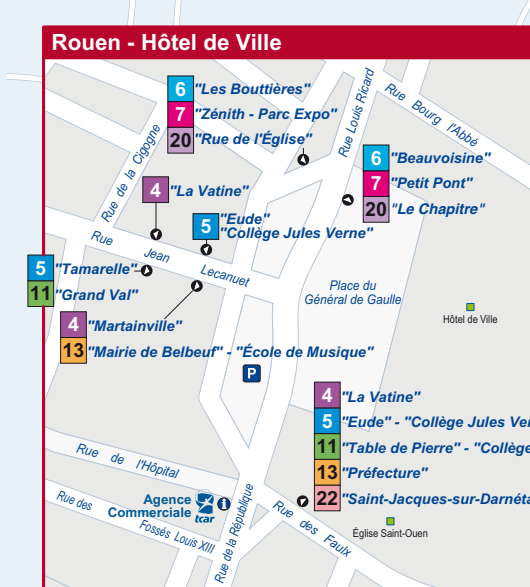 Rouen - Hôtel de Ville
6 "Les Bouttières"
7 "Zénith - Parc Expo"
20 "Rue de l'Église"
Rue Louis Ricard
Rue Bourg l'Abbé
Rue de la Cigogne
6 "Beauvoisine"
7 "Petit Pont"
20 "Le Chapitre"
4 "La Vatine"
5 "Eude"
"Collège Jules Verne"
Rue Jean Lecanuet
5 "Tamarelle"
11 "Grand Val"
Place du
Général de Gaulle
Hôtel de Ville
4 "Martainville"
13 "Mairie de Belbeuf" - "École de Musique"
P
4 "La Vatine"
5 "Eude" - "Collège Jules Ver
11 "Table de Pierre" - "Collège
13 "Préfecture"
22 "Saint-Jacques-sur-Darnéta
Rue de l'Hôpital
Agence
Commerciale
tcar
i
Rue des
Fossés Louis XIII
Rue de la République
Rue des Faulx
Église Saint-Ouen